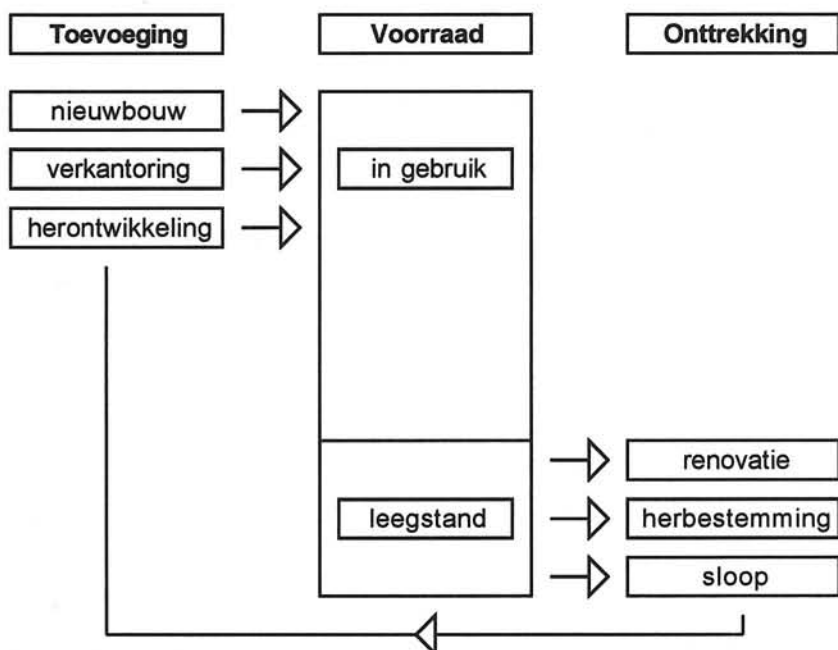 Toevoeging
Voorraad
Onttrekking
nieuwbouw
verkantoring
herontwikkeling
in gebruik
leegstand
renovatie
herbestemming
sloop